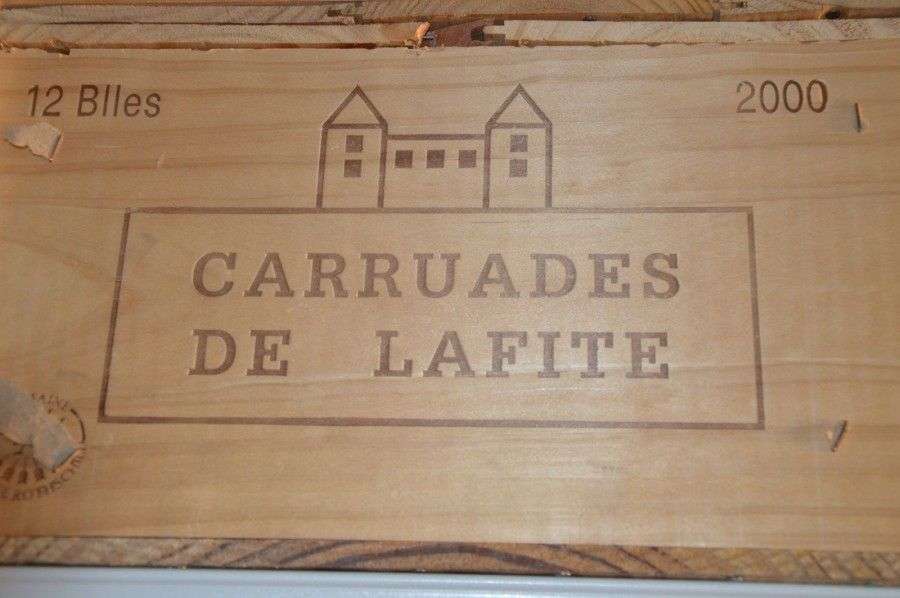 12 Blles
2000
CARRUADES
DE LAFITE